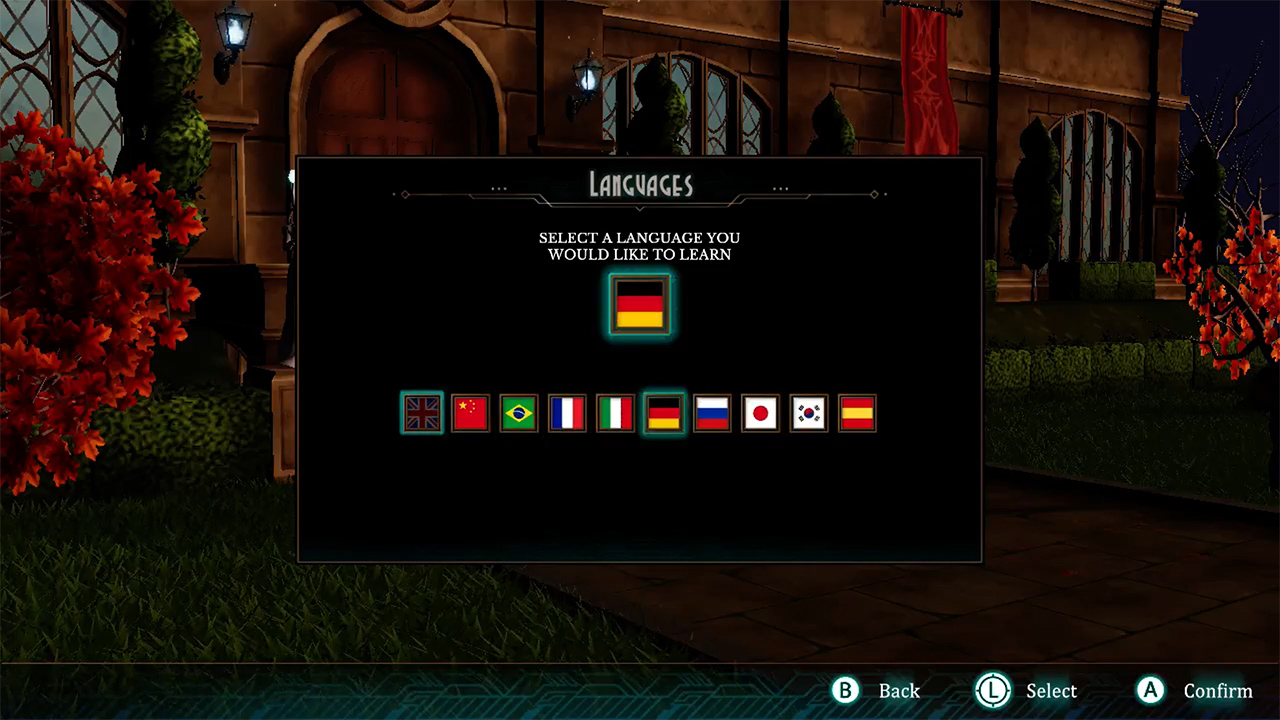 LANGUAGES
SELECT A LANGUAGE YOU
WOULD LIKE TO LEARN
B Back
L Select
A Confirm